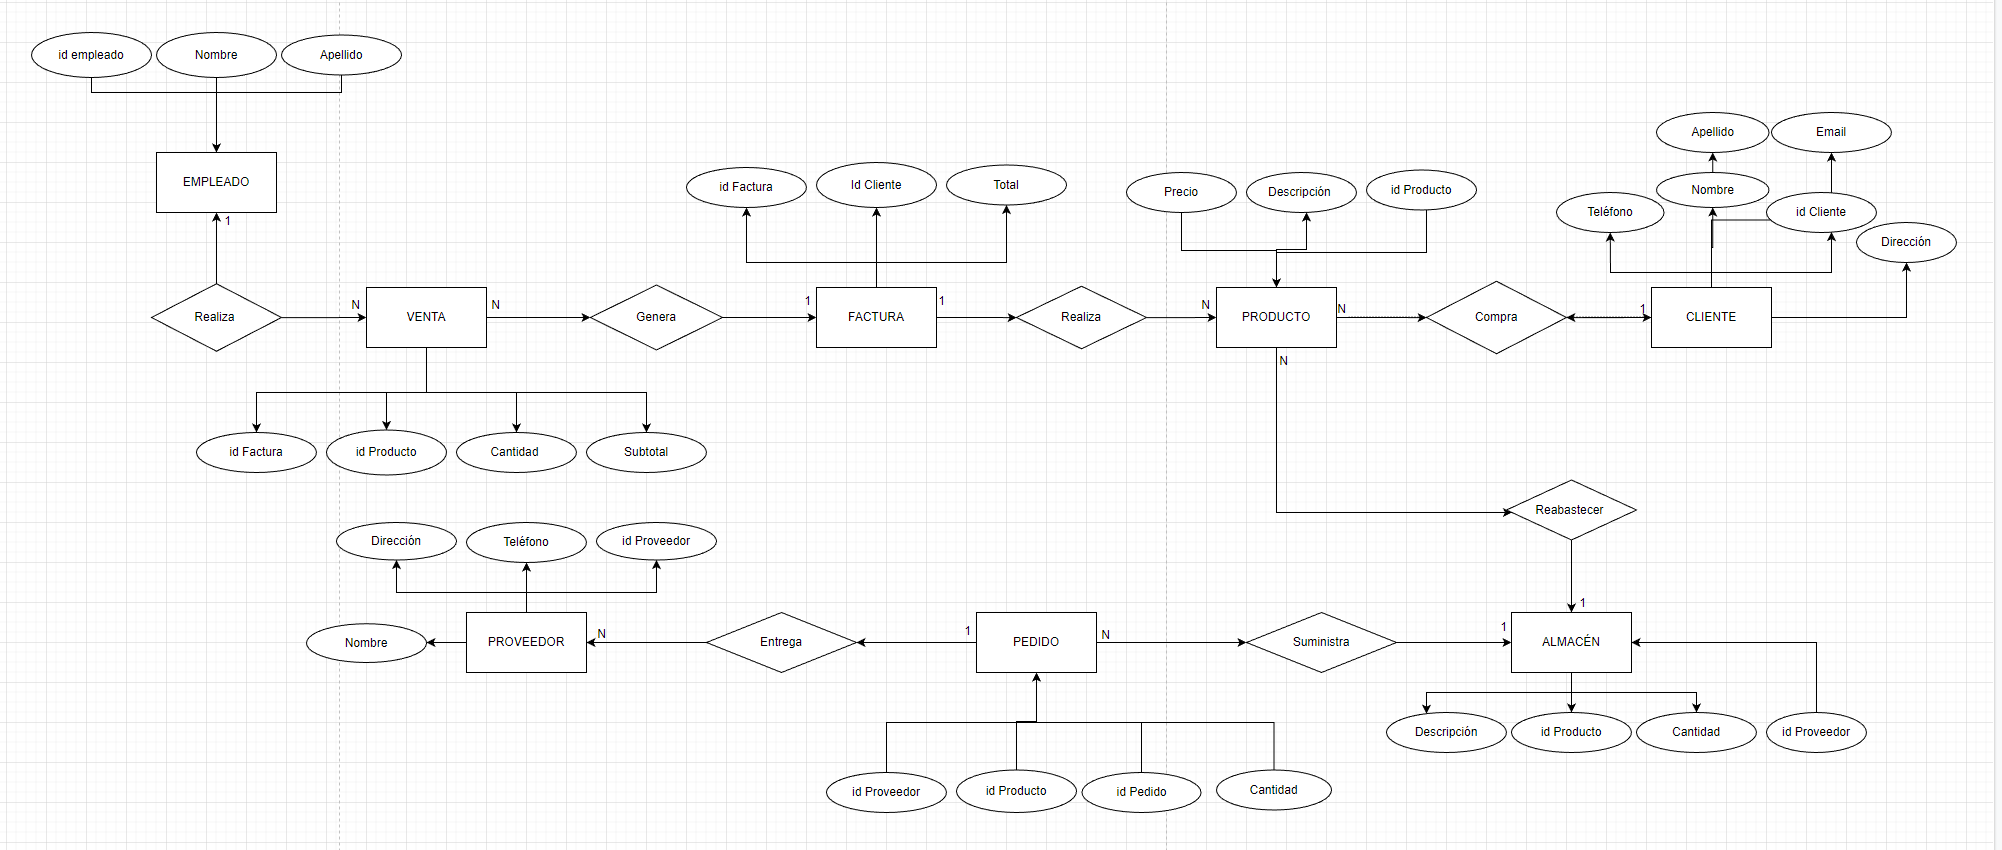 id empleado
Nombre
Apellido
EMPLEADO
1
Realiza
N
VENTA
N
Genera
1
FACTURA
1
Realiza
N
PRODUCTO
N
Compra
1
CLIENTE
id Factura
Id Cliente
Total
Precio
Descripción
id Producto
Apellido
Email
Nombre
Teléfono
id Cliente
Dirección
N
id Factura
id Producto
Cantidad
Subtotal
Reabastecer
Dirección
Teléfono
id Proveedor
1
Nombre
PROVEEDOR
N
Entrega
1
PEDIDO
N
Suministra
1
ALMACÉN
Descripción
id Producto
Cantidad
id Proveedor
id Proveedor
id Producto
id Pedido
Cantidad